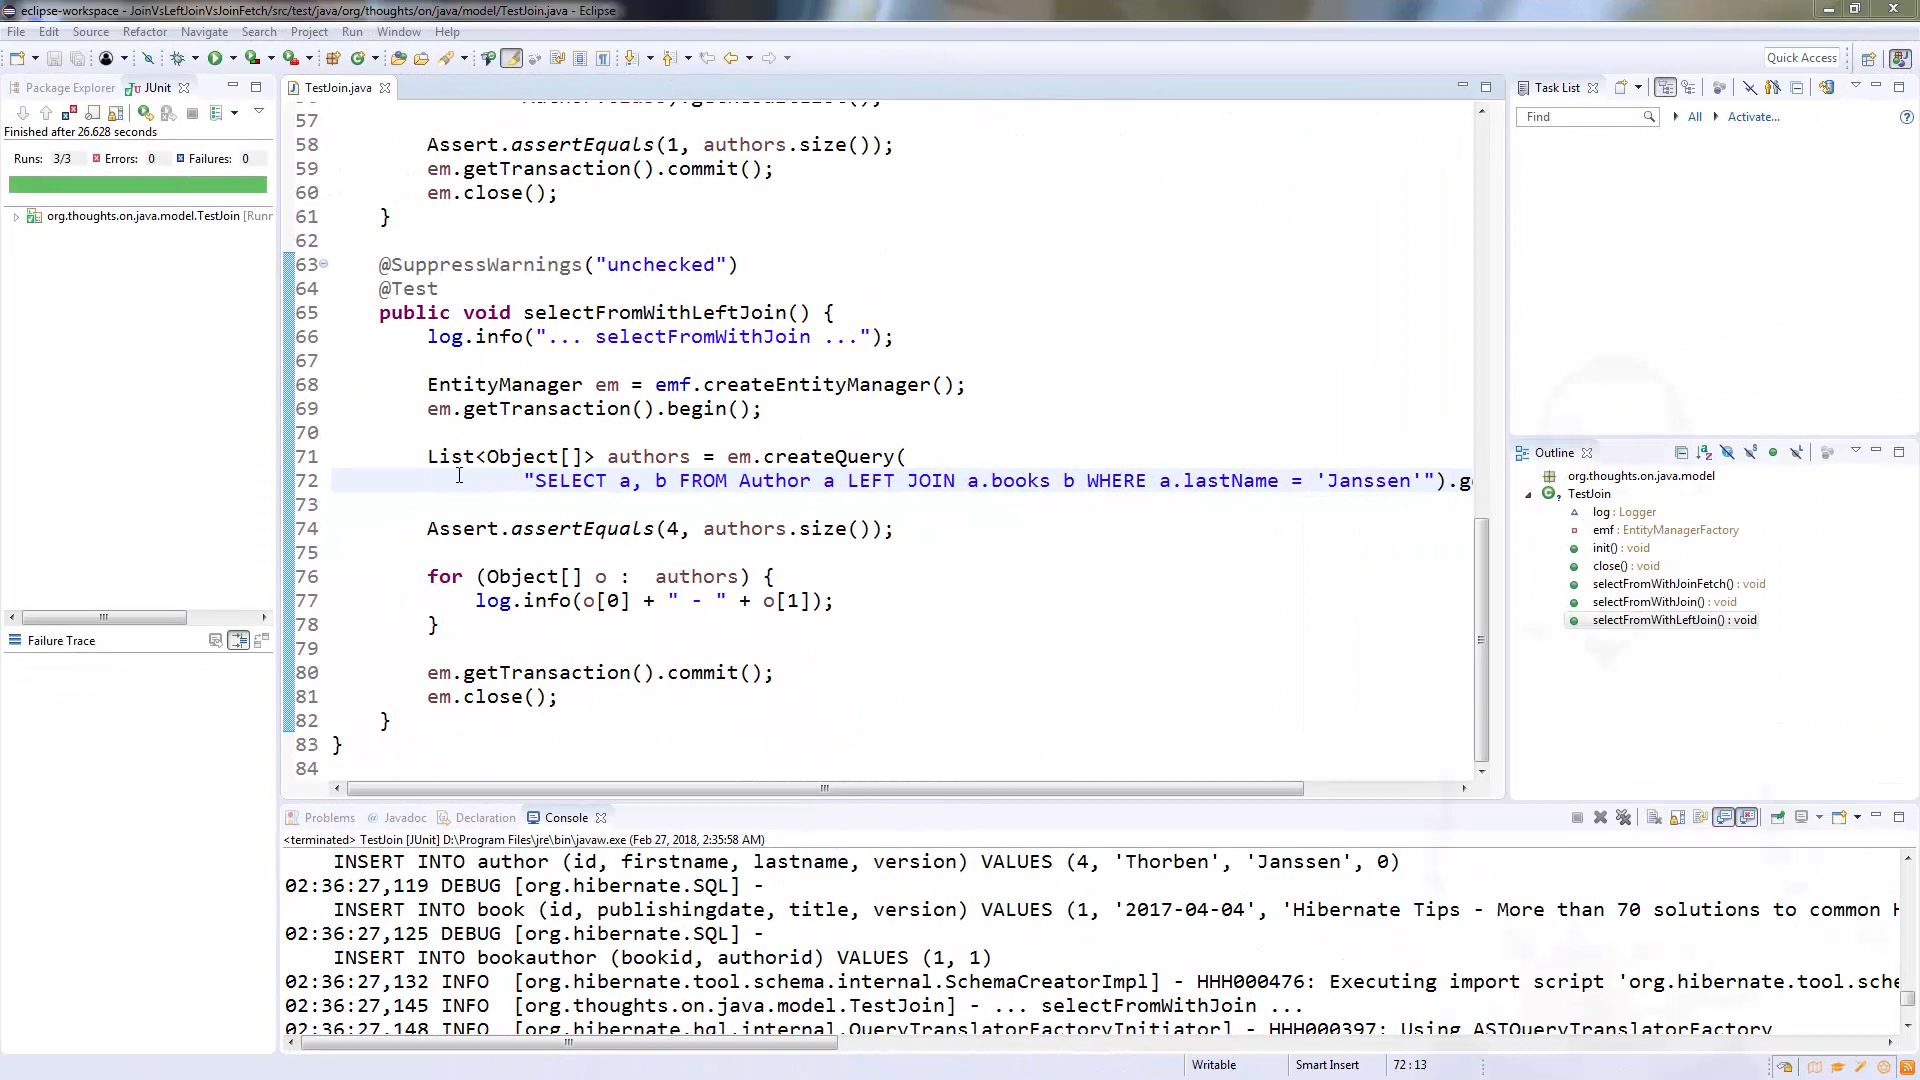 eclipse-workspace - JoinVsLeftJoinVsJoinFetch/src/test/java/org/thoughts/on/java/model/TestJoin.java - Eclipse
File Edit Source Refactor Navigate Search Project Run Window Help
Quick Access
Package Explorer JUnit
Finished after 26.628 seconds
Runs: 3/3 Errors: 0 Failures: 0
org.thoughts.on.java.model.TestJoin [Runr
Failure Trace
TestJoin.java
57
58 Assert.assertEquals(1, authors.size());
59 em.getTransaction().commit();
60 em.close();
61 }
62
63 @SuppressWarnings("unchecked")
64 @Test
65 public void selectFromWithLeftJoin() {
66 log.info("... selectFromWithJoin ...");
67
68 EntityManager em = emf.createEntityManager();
69 em.getTransaction().begin();
70
71 List<Object[]> authors = em.createQuery(
72 "SELECT a, b FROM Author a LEFT JOIN a.books b WHERE a.lastName = 'Janssen'").ge
73
74 Assert.assertEquals(4, authors.size());
75
76 for (Object[] o :  authors) {
77 log.info(o[0] + " - " + o[1]);
78 }
79
80 em.getTransaction().commit();
81 em.close();
82 }
83 }
84
Task List
Find All Activate...
Outline
org.thoughts.on.java.model
TestJoin
log : Logger
emf : EntityManagerFactory
init() : void
close() : void
selectFromWithJoinFetch() : void
selectFromWithJoin() : void
selectFromWithLeftJoin() : void
Problems Javadoc Declaration Console
<terminated> TestJoin [JUnit] D:\Program Files\jre\bin\javaw.exe (Feb 27, 2018, 2:35:58 AM)
INSERT INTO author (id, firstname, lastname, version) VALUES (4, 'Thorben', 'Janssen', 0)
02:36:27,119 DEBUG [org.hibernate.SQL] -
INSERT INTO book (id, publishingdate, title, version) VALUES (1, '2017-04-04', 'Hibernate Tips - More than 70 solutions to common H
02:36:27,125 DEBUG [org.hibernate.SQL] -
INSERT INTO bookauthor (bookid, authorid) VALUES (1, 1)
02:36:27,132 INFO  [org.hibernate.tool.schema.internal.SchemaCreatorImpl] - HHH000476: Executing import script 'org.hibernate.tool.sche
02:36:27,145 INFO  [org.thoughts.on.java.model.TestJoin] - ... selectFromWithJoin ...
02:36:27,148 INFO  [org.hibernate.hql.internal.QueryTranslatorFactoryInitiator] - HHH000397: Using ASTQueryTranslatorFactory
Writable Smart Insert 72 : 13